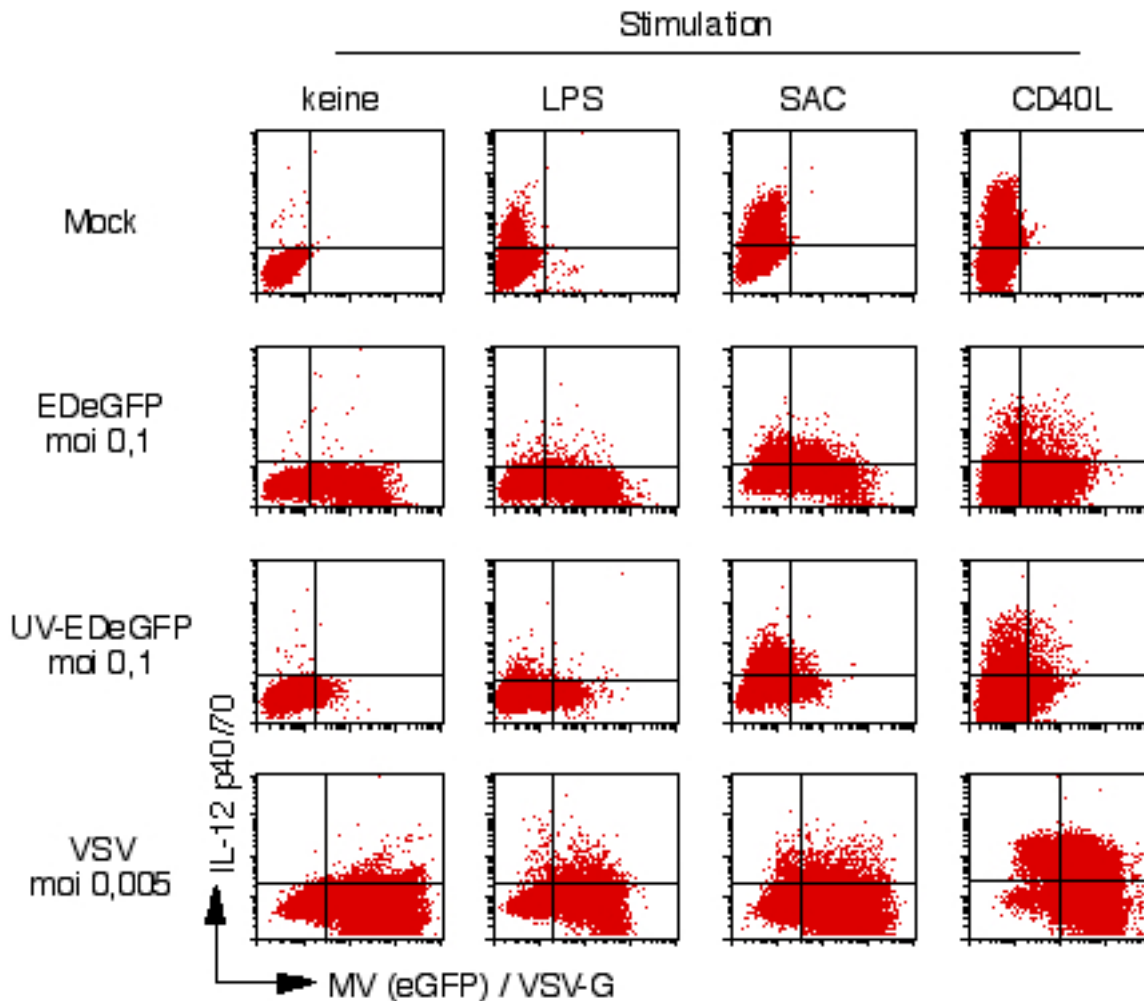 Stimulation
keine LPS SAC CD40L
Mock
EDeGFP
moi 0,1
UV-EDeGFP
moi 0,1
VSV
moi 0,005
IL-12 p40/70
MV (eGFP) / VSV-G